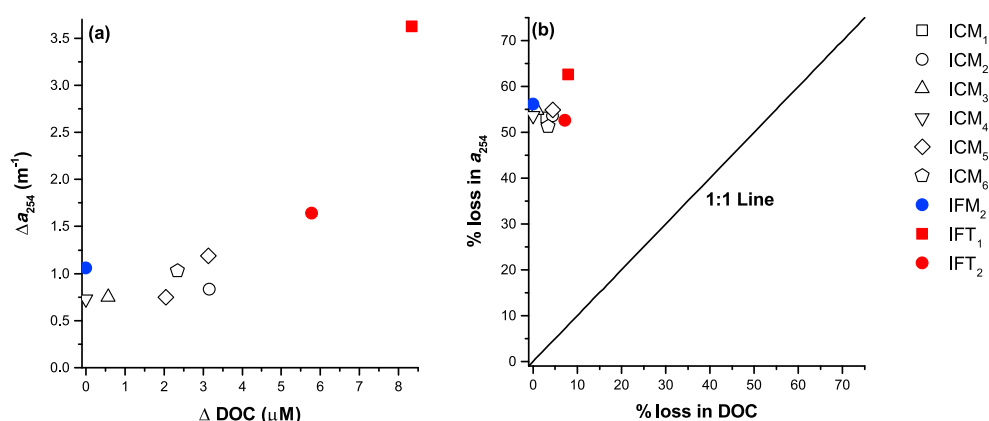 (a)
Δa₂₅₄ (m⁻¹)
3.5
3.0
2.5
2.0
1.5
1.0
0.5
0.0
0 1 2 3 4 5 6 7 8
Δ DOC (μM)
(b)
% loss in a₂₅₄
70
60
50
40
30
20
10
0
1:1 Line
0 10 20 30 40 50 60 70
% loss in DOC
ICM₁
ICM₂
ICM₃
ICM₄
ICM₅
ICM₆
IFM₂
IFT₁
IFT₂